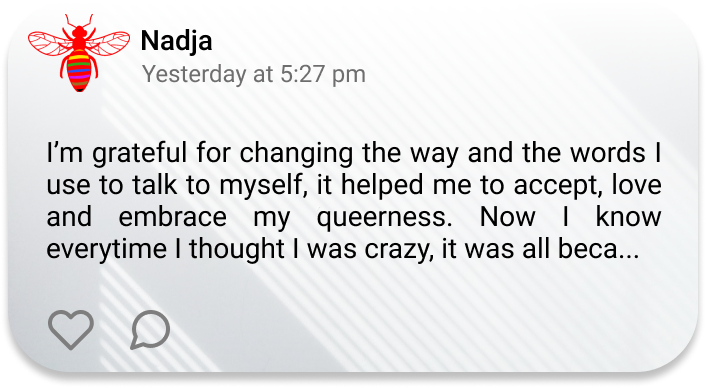 Nadja
Yesterday at 5:27 pm
I’m grateful for changing the way and the words I
use to talk to myself, it helped me to accept, love
and embrace my queerness. Now I know
everytime I thought I was crazy, it was all beca...